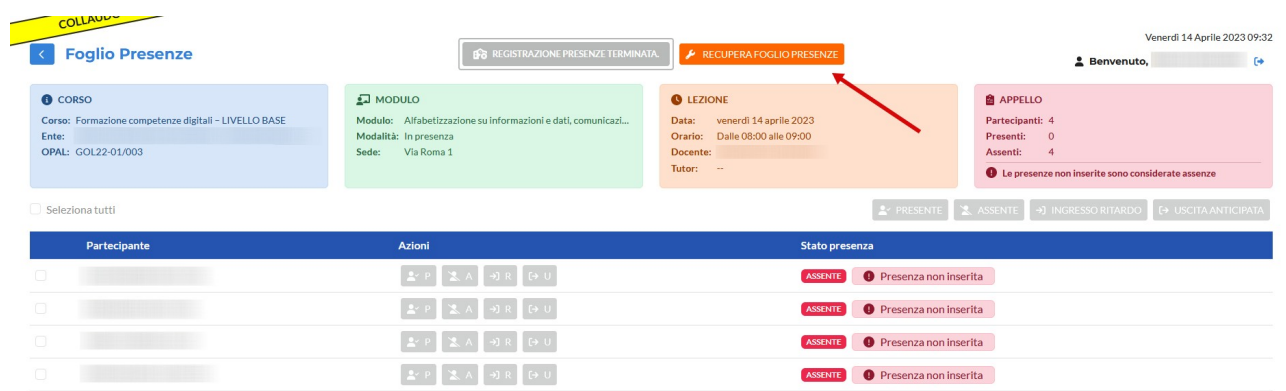 COLLAUDO
Venerdì 14 Aprile 2023 09:32
Foglio Presenze
REGISTRAZIONE PRESENZE TERMINATA.
RECUPERA FOGLIO PRESENZE
Benvenuto,
CORSO
Corso: Formazione competenze digitali – LIVELLO BASE
Ente:
OPAL: GOL22-01/003
MODULO
Modulo: Alfabetizzazione su informazioni e dati, comunicazi...
Modalità: In presenza
Sede: Via Roma 1
LEZIONE
Data: venerdì 14 aprile 2023
Orario: Dalle 08:00 alle 09:00
Docente:
Tutor: --
APPELLO
Partecipanti: 4
Presenti: 0
Assenti: 4
Le presenze non inserite sono considerate assenze
Seleziona tutti
PRESENTE
ASSENTE
INGRESSO RITARDO
USCITA ANTICIPATA
Partecipante Azioni Stato presenza
P A R U ASSENTE Presenza non inserita
P A R U ASSENTE Presenza non inserita
P A R U ASSENTE Presenza non inserita
P A R U ASSENTE Presenza non inserita